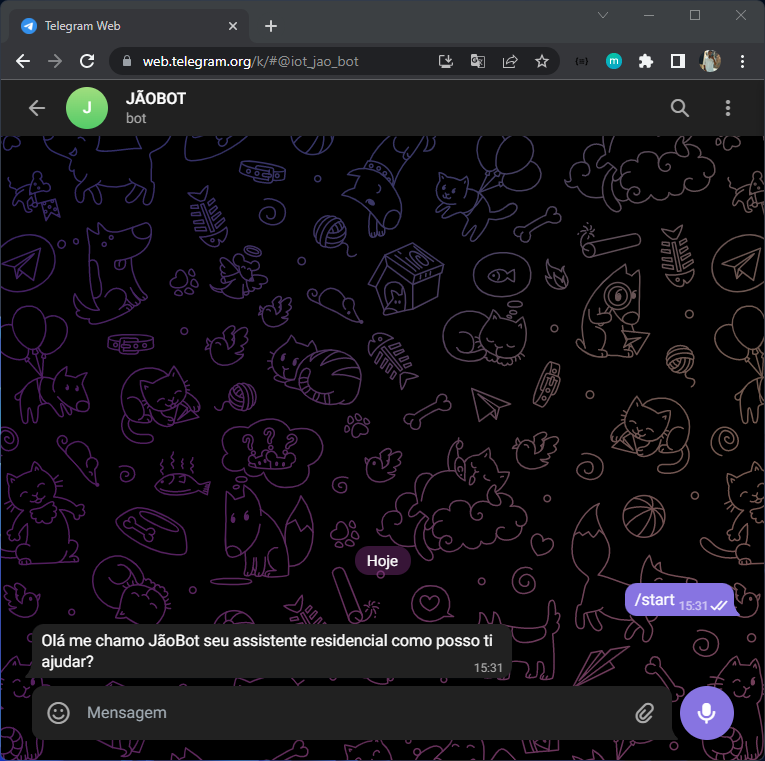 Telegram Web
web.telegram.org/k/#@iot_jao_bot
m
J
JÃOBOT
bot
Hoje
/start 15:31
Olá me chamo JãoBot seu assistente residencial como posso ti
ajudar?
15:31
Mensagem